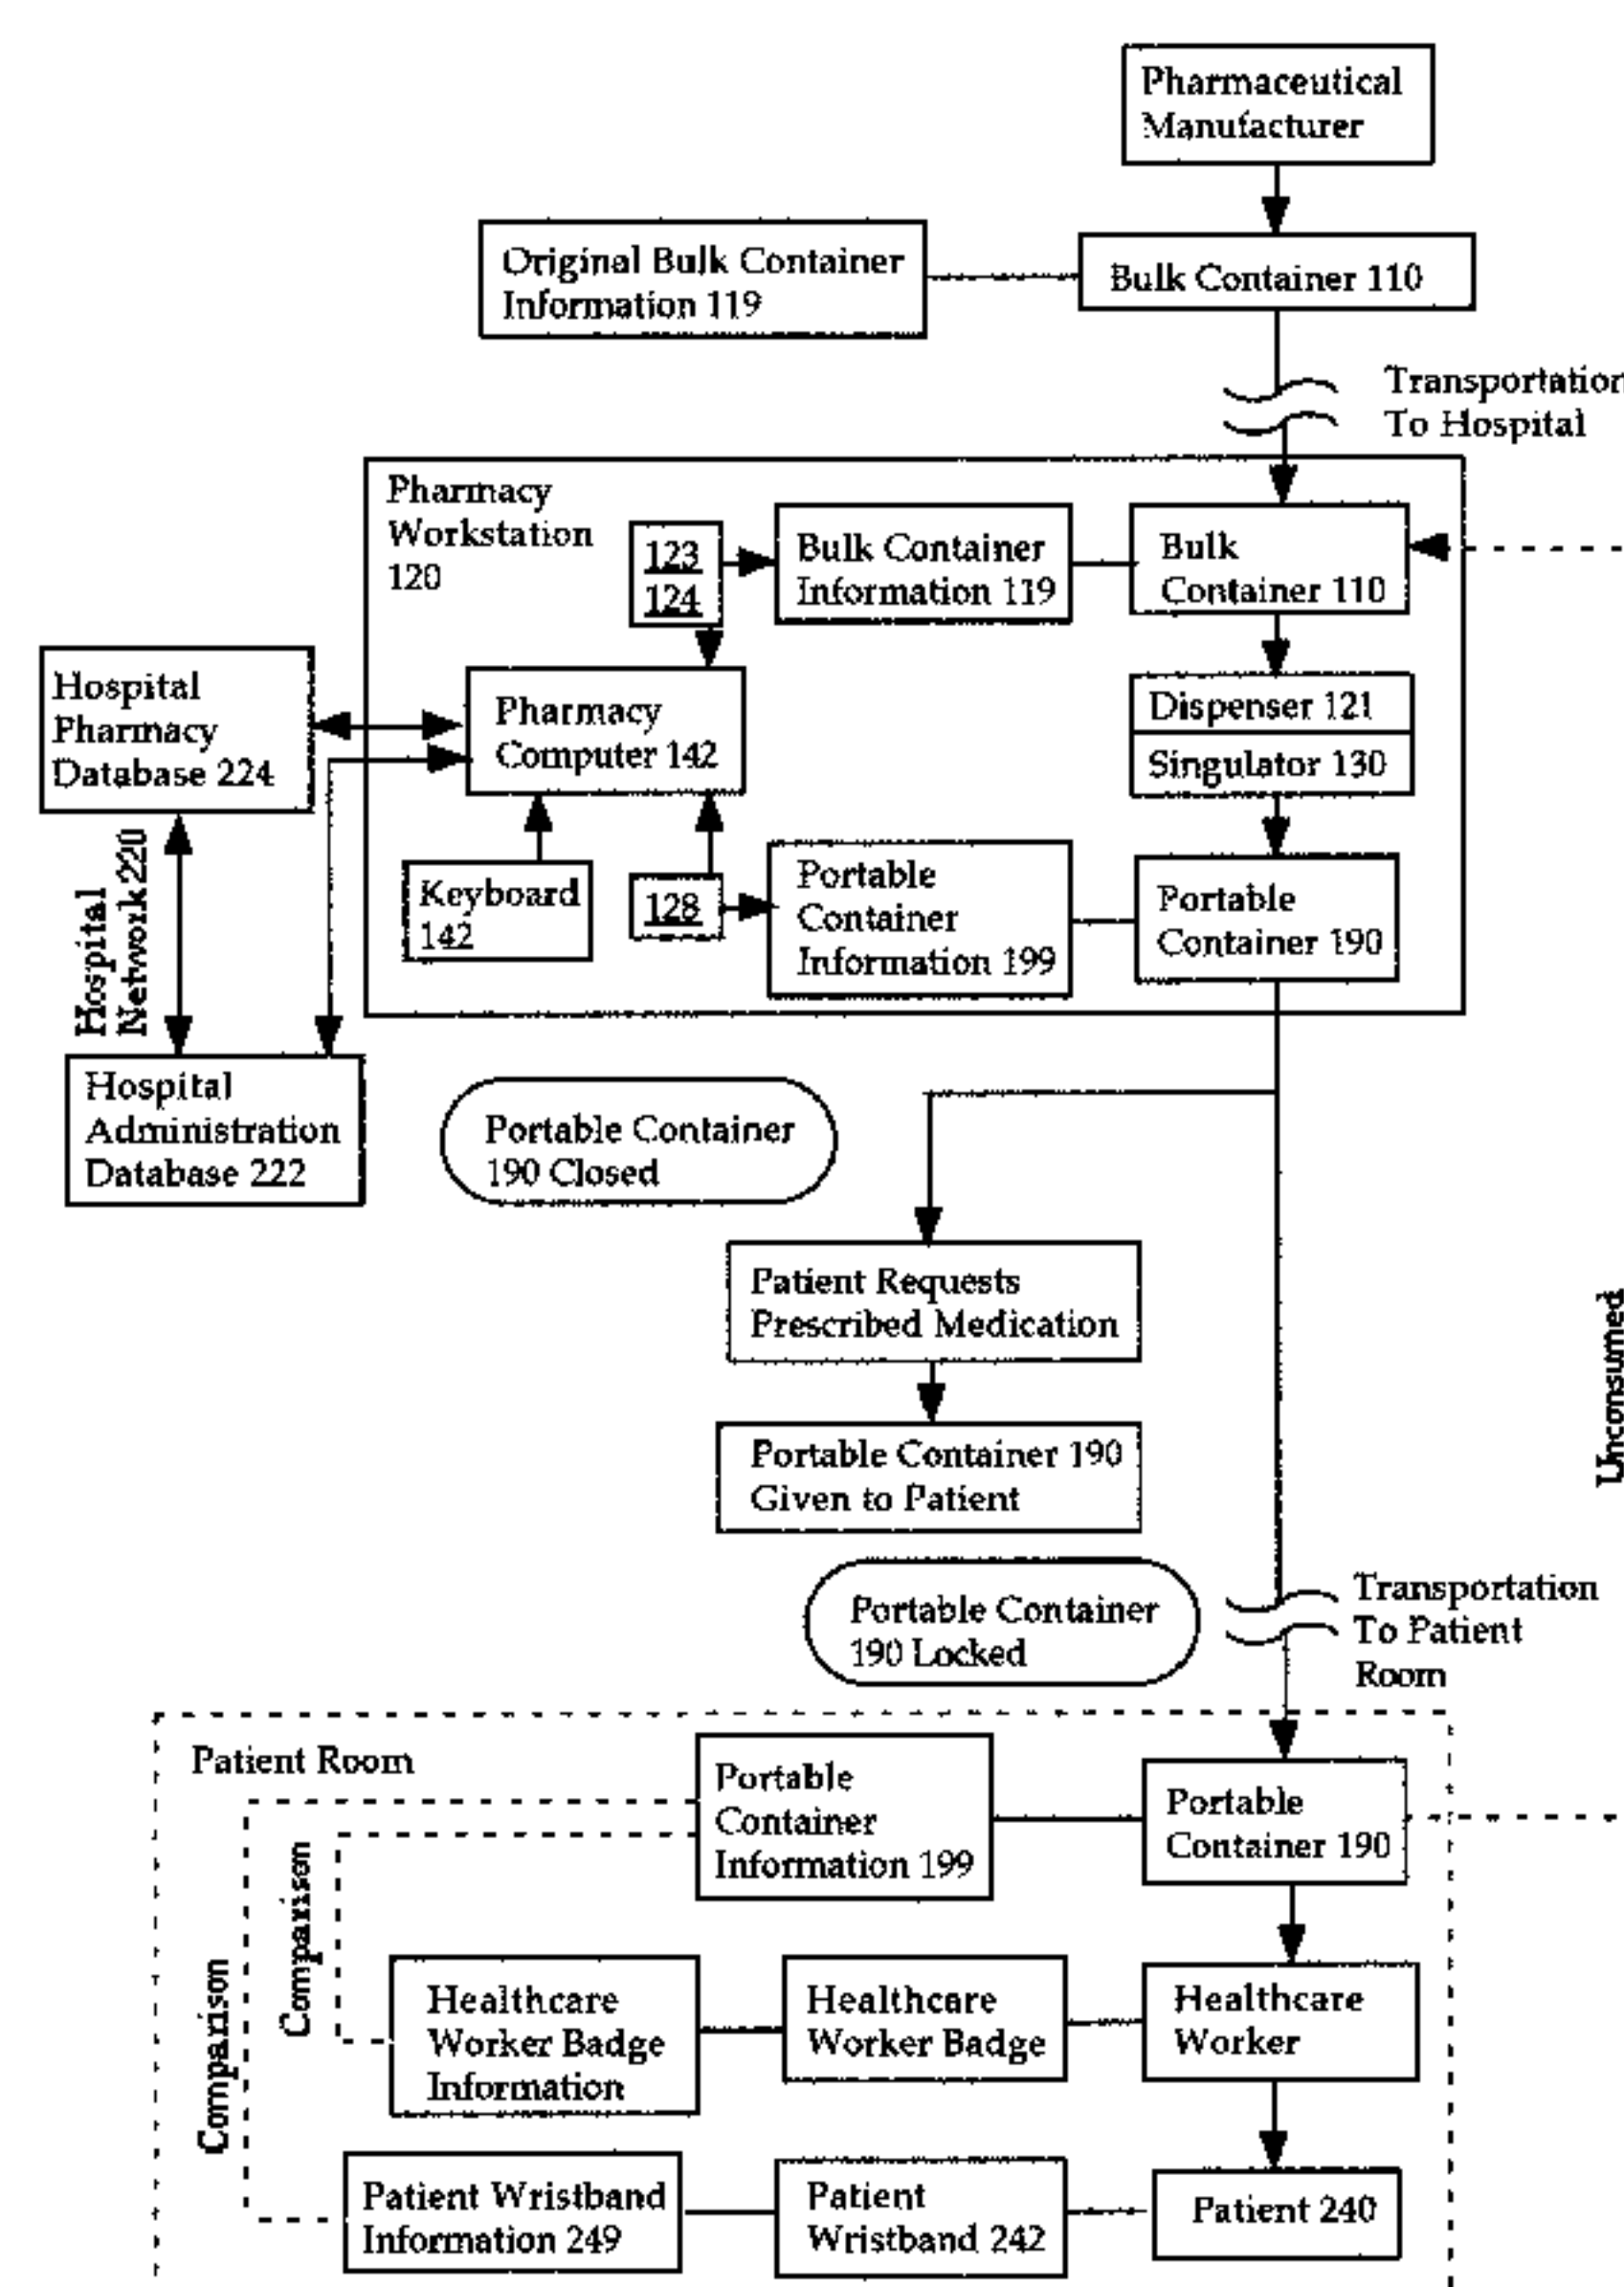 Pharmaceutical
Manufacturer
Original Bulk Container
Information 119
Bulk Container 110
Transportation
To Hospital
Pharmacy
Workstation
120
123
124
Bulk Container
Information 119
Bulk
Container 110
Hospital
Pharmacy
Database 224
Pharmacy
Computer 142
Dispenser 121
Singulator 130
Hospital
Network 220
Keyboard
142
128
Portable
Container
Information 199
Portable
Container 190
Hospital
Administration
Database 222
Portable Container
190 Closed
Patient Requests
Prescribed Medication
Unconsumed
Portable Container 190
Given to Patient
Portable Container
190 Locked
Transportation
To Patient
Room
Patient Room
Portable
Container
Information 199
Portable
Container 190
Comparison
Comparison
Healthcare
Worker Badge
Information
Healthcare
Worker Badge
Healthcare
Worker
Patient Wristband
Information 249
Patient
Wristband 242
Patient 240